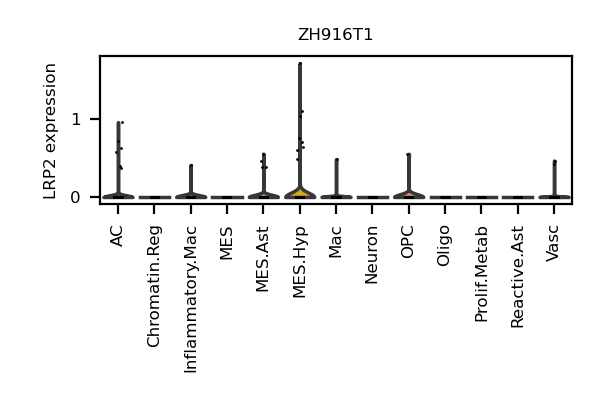 ZH916T1
LRP2 expression
1
0
AC
Chromatin.Reg
Inflammatory.Mac
MES
MES.Ast
MES.Hyp
Mac
Neuron
OPC
Oligo
Prolif.Metab
Reactive.Ast
Vasc